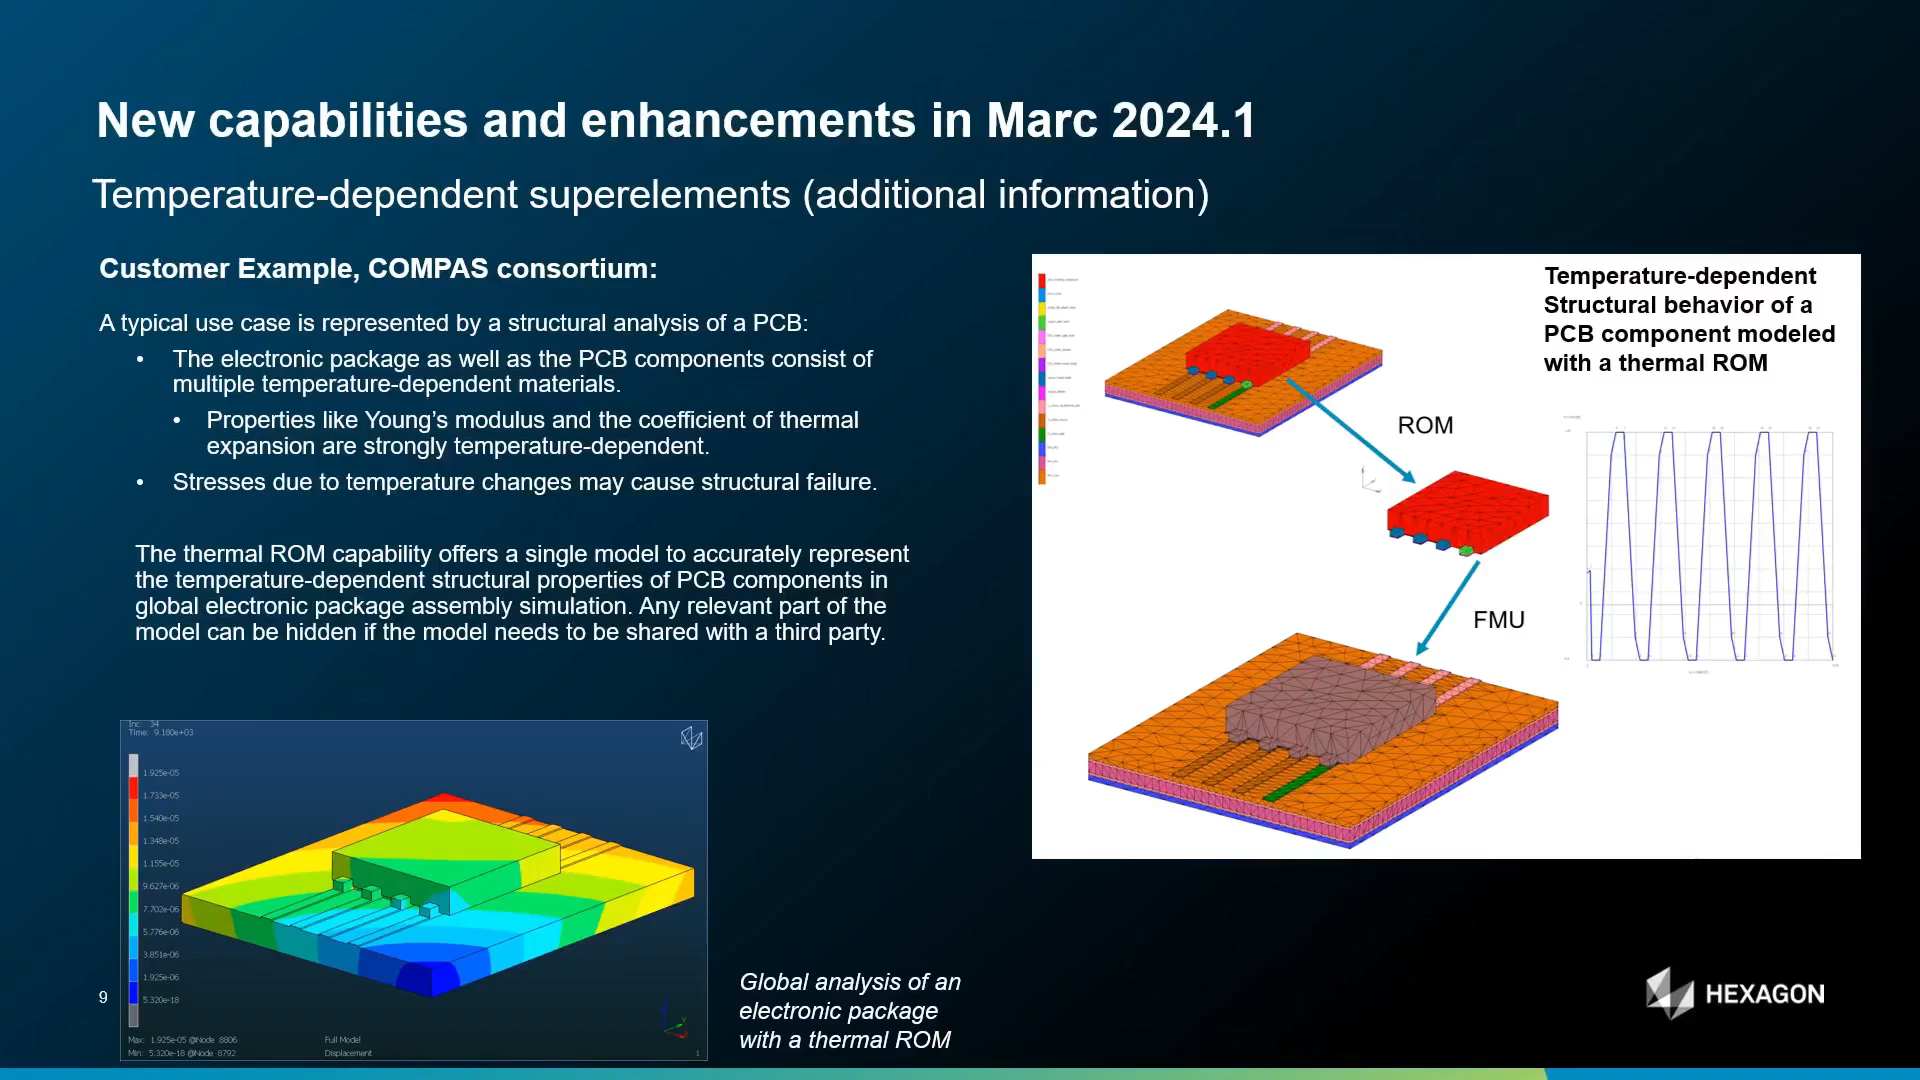 New capabilities and enhancements in Marc 2024.1
Temperature-dependent superelements (additional information)
Customer Example, COMPAS consortium:
A typical use case is represented by a structural analysis of a PCB:
• The electronic package as well as the PCB components consist of
multiple temperature-dependent materials.
• Properties like Young’s modulus and the coefficient of thermal
expansion are strongly temperature-dependent.
• Stresses due to temperature changes may cause structural failure.
The thermal ROM capability offers a single model to accurately represent
the temperature-dependent structural properties of PCB components in
global electronic package assembly simulation. Any relevant part of the
model can be hidden if the model needs to be shared with a third party.
Temperature-dependent
Structural behavior of a
PCB component modeled
with a thermal ROM
ROM
FMU
Inc: 34
Time: 9.180e+03
1.925e-05
1.733e-05
1.540e-05
1.348e-05
1.155e-05
9.627e-06
7.702e-06
5.776e-06
3.851e-06
1.925e-06
5.320e-18
Max: 1.925e-05 @Node 8806
Min: 5.320e-18 @Node 8792
Full Model
Displacement
1
Global analysis of an
electronic package
with a thermal ROM
9
HEXAGON